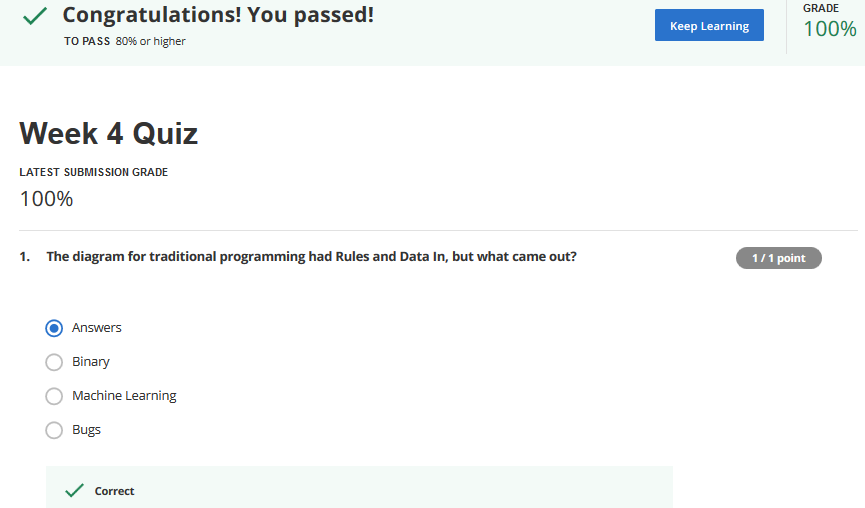 Congratulations! You passed!
TO PASS 80% or higher
Keep Learning
GRADE
100%
Week 4 Quiz
LATEST SUBMISSION GRADE
100%
1. The diagram for traditional programming had Rules and Data In, but what came out?
1 / 1 point
Answers
Binary
Machine Learning
Bugs
Correct